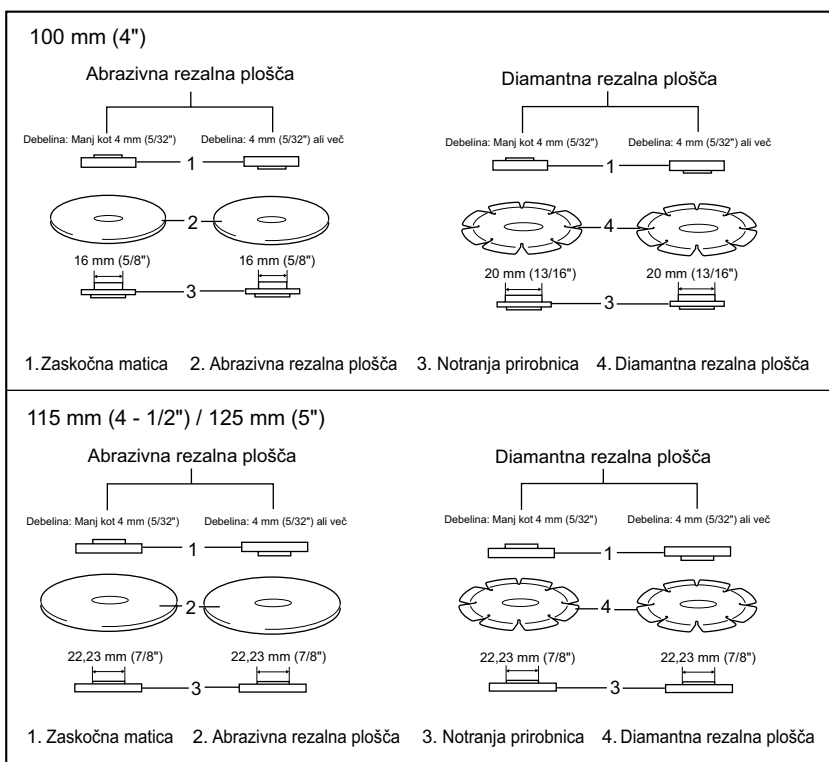 100 mm (4")
Abrazivna rezalna plošča
Diamantna rezalna plošča
Debelina: Manj kot 4 mm (5/32")
Debelina: 4 mm (5/32") ali več
Debelina: Manj kot 4 mm (5/32")
Debelina: 4 mm (5/32") ali več
1
1
2
4
16 mm (5/8")
16 mm (5/8")
20 mm (13/16")
20 mm (13/16")
3
3
1.Zaskočna matica 2. Abrazivna rezalna plošča 3. Notranja prirobnica 4. Diamantna rezalna plošča
115 mm (4 - 1/2") / 125 mm (5")
Abrazivna rezalna plošča
Diamantna rezalna plošča
Debelina: Manj kot 4 mm (5/32")
Debelina: 4 mm (5/32") ali več
Debelina: Manj kot 4 mm (5/32")
Debelina: 4 mm (5/32") ali več
1
1
2
4
22,23 mm (7/8")
22,23 mm (7/8")
22,23 mm (7/8")
22,23 mm (7/8")
3
3
1. Zaskočna matica 2. Abrazivna rezalna plošča 3. Notranja prirobnica 4. Diamantna rezalna plošča